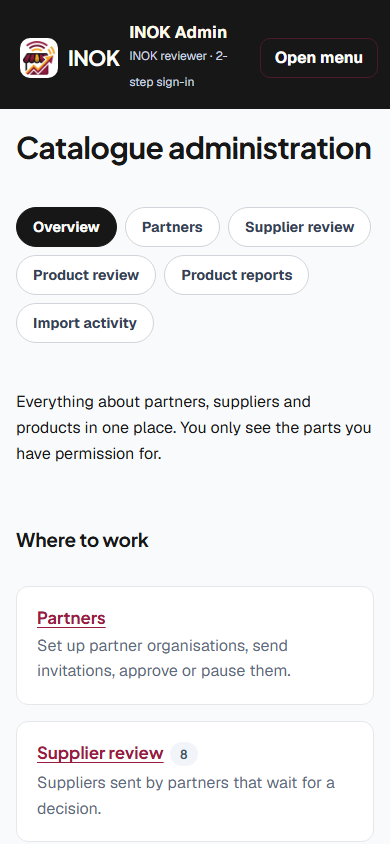 INOK
INOK Admin
INOK reviewer · 2-
step sign-in
Open menu
Catalogue administration
Overview
Partners
Supplier review
Product review
Product reports
Import activity
Everything about partners, suppliers and
products in one place. You only see the parts you
have permission for.
Where to work
Partners
Set up partner organisations, send
invitations, approve or pause them.
Supplier review 8
Suppliers sent by partners that wait for a
decision.